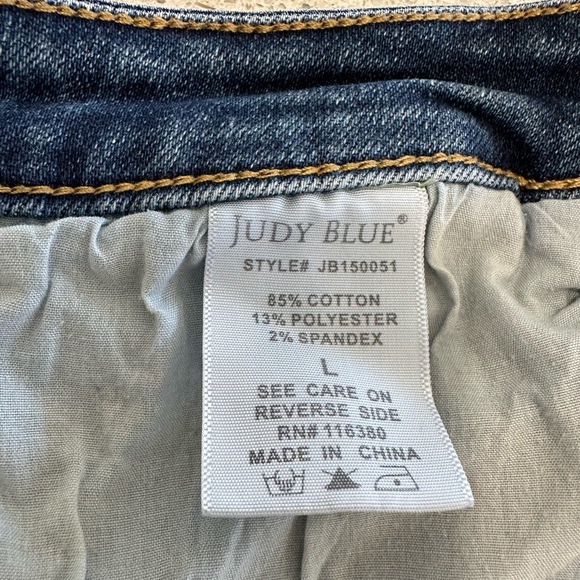 JUDY BLUE®
STYLE# JB150051
85% COTTON
13% POLYESTER
2% SPANDEX
L
SEE CARE ON
REVERSE SIDE
RN# 116380
MADE IN CHINA